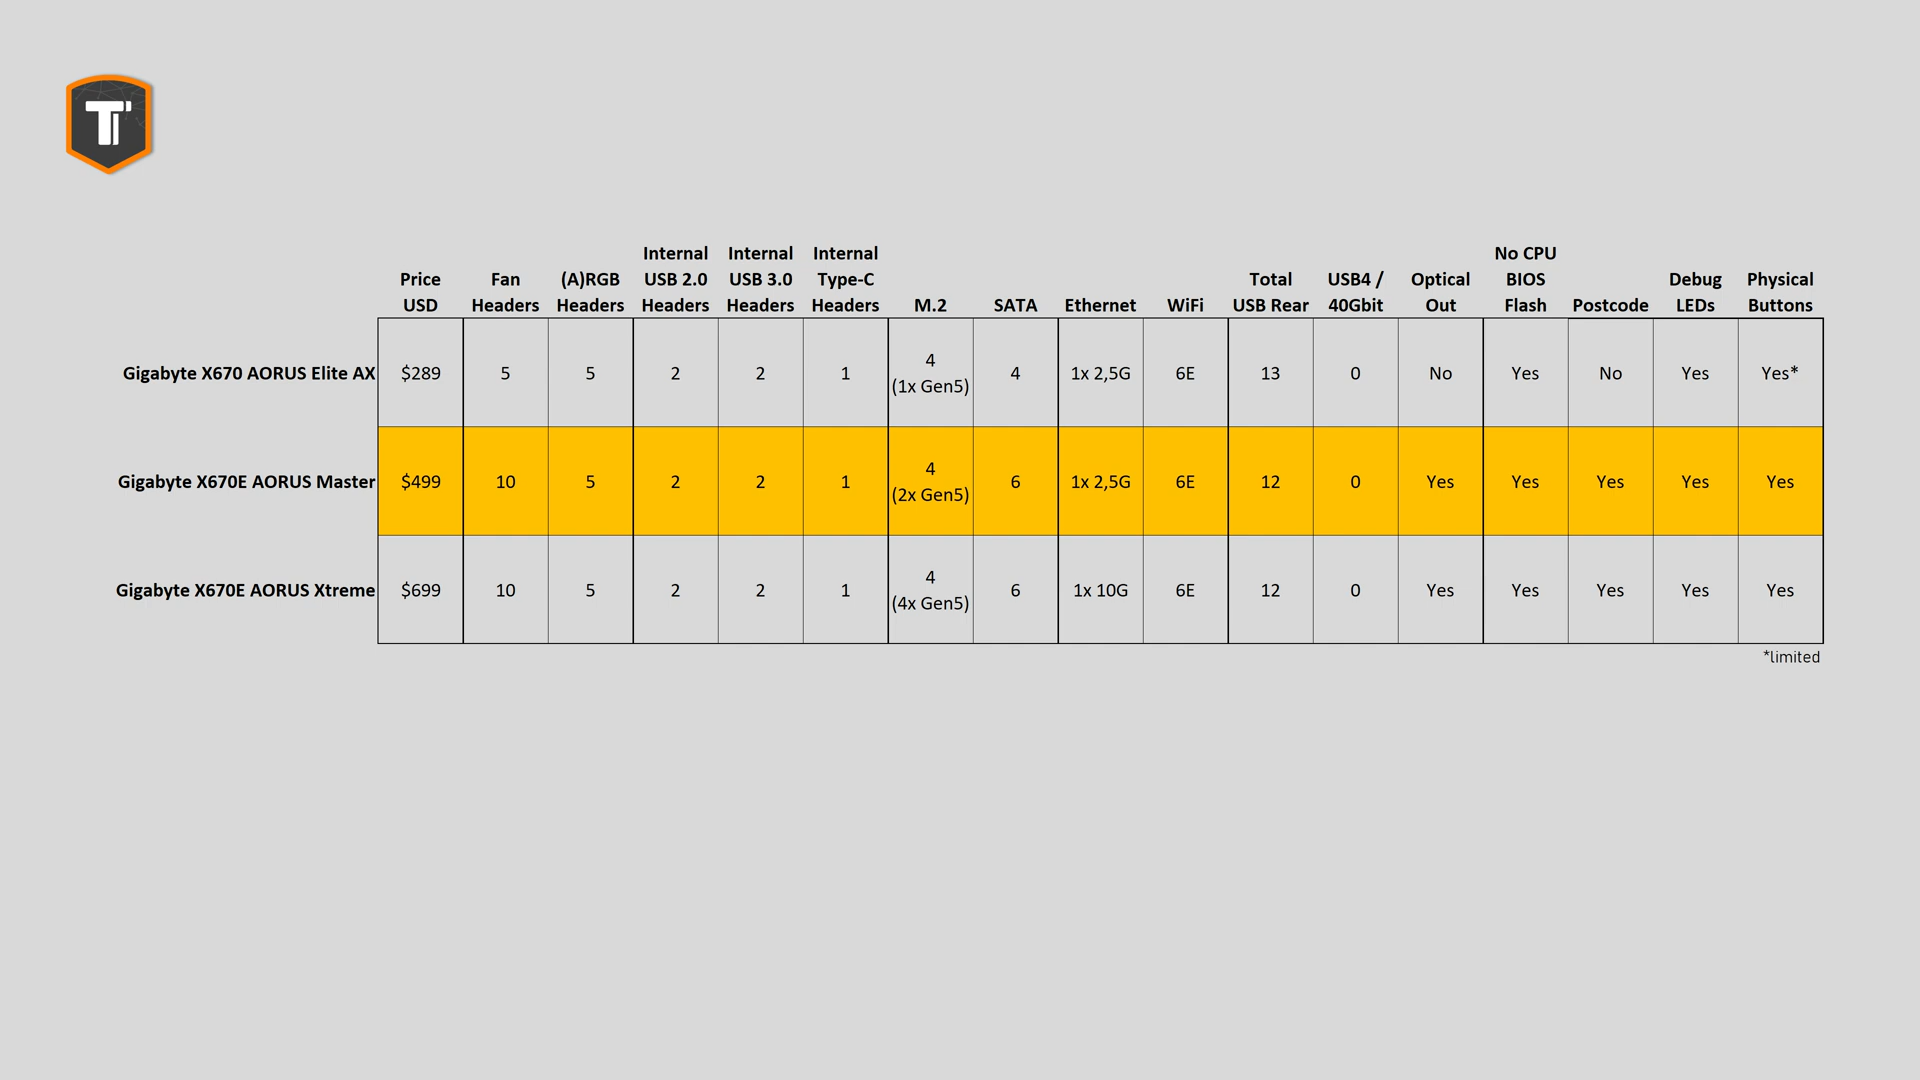 T
Internal Internal Internal No CPU
Price Fan (A)RGB USB 2.0 USB 3.0 Type-C Total USB4 / Optical BIOS Debug Physical
USD Headers Headers Headers Headers Headers M.2 SATA Ethernet WiFi USB Rear 40Gbit Out Flash Postcode LEDs Buttons
Gigabyte X670 AORUS Elite AX $289 5 5 2 2 1 4 (1x Gen5) 4 1x 2,5G 6E 13 0 No Yes No Yes Yes*
Gigabyte X670E AORUS Master $499 10 5 2 2 1 4 (2x Gen5) 6 1x 2,5G 6E 12 0 Yes Yes Yes Yes Yes
Gigabyte X670E AORUS Xtreme $699 10 5 2 2 1 4 (4x Gen5) 6 1x 10G 6E 12 0 Yes Yes Yes Yes Yes
*limited